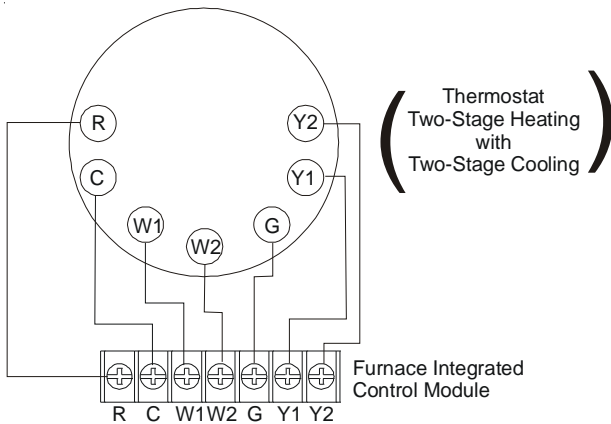 R
Y2
C
Y1
W1
G
W2
Thermostat
Two-Stage Heating
with
Two-Stage Cooling
Furnace Integrated
Control Module
R C W1 W2 G Y1 Y2